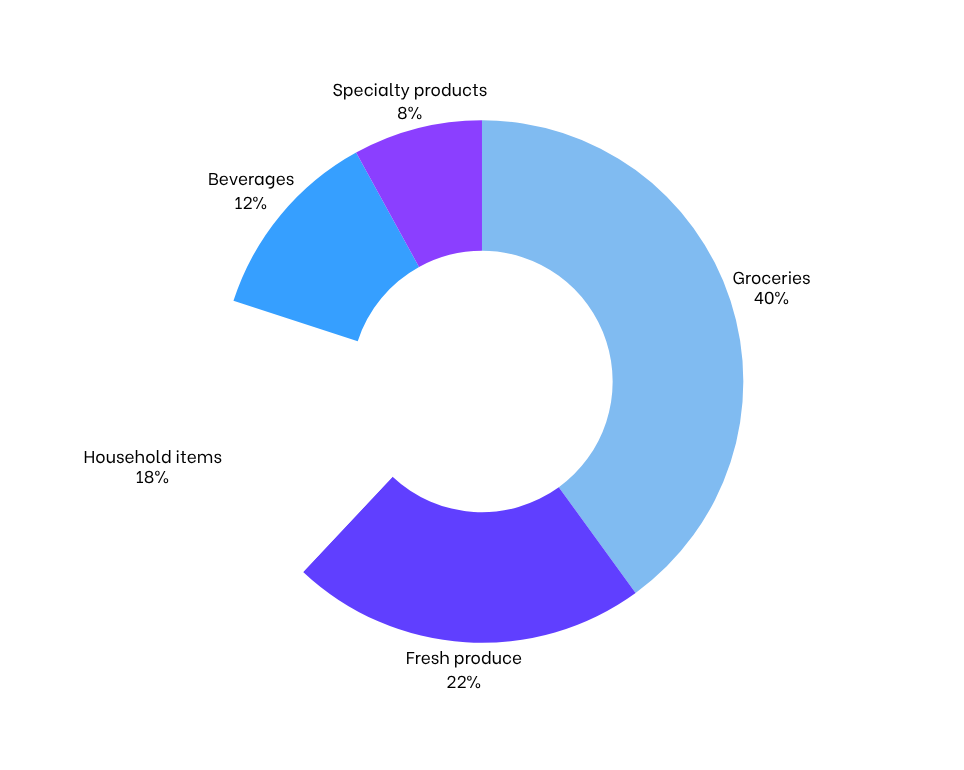 Specialty products
8%
Beverages
12%
Groceries
40%
Household items
18%
Fresh produce
22%